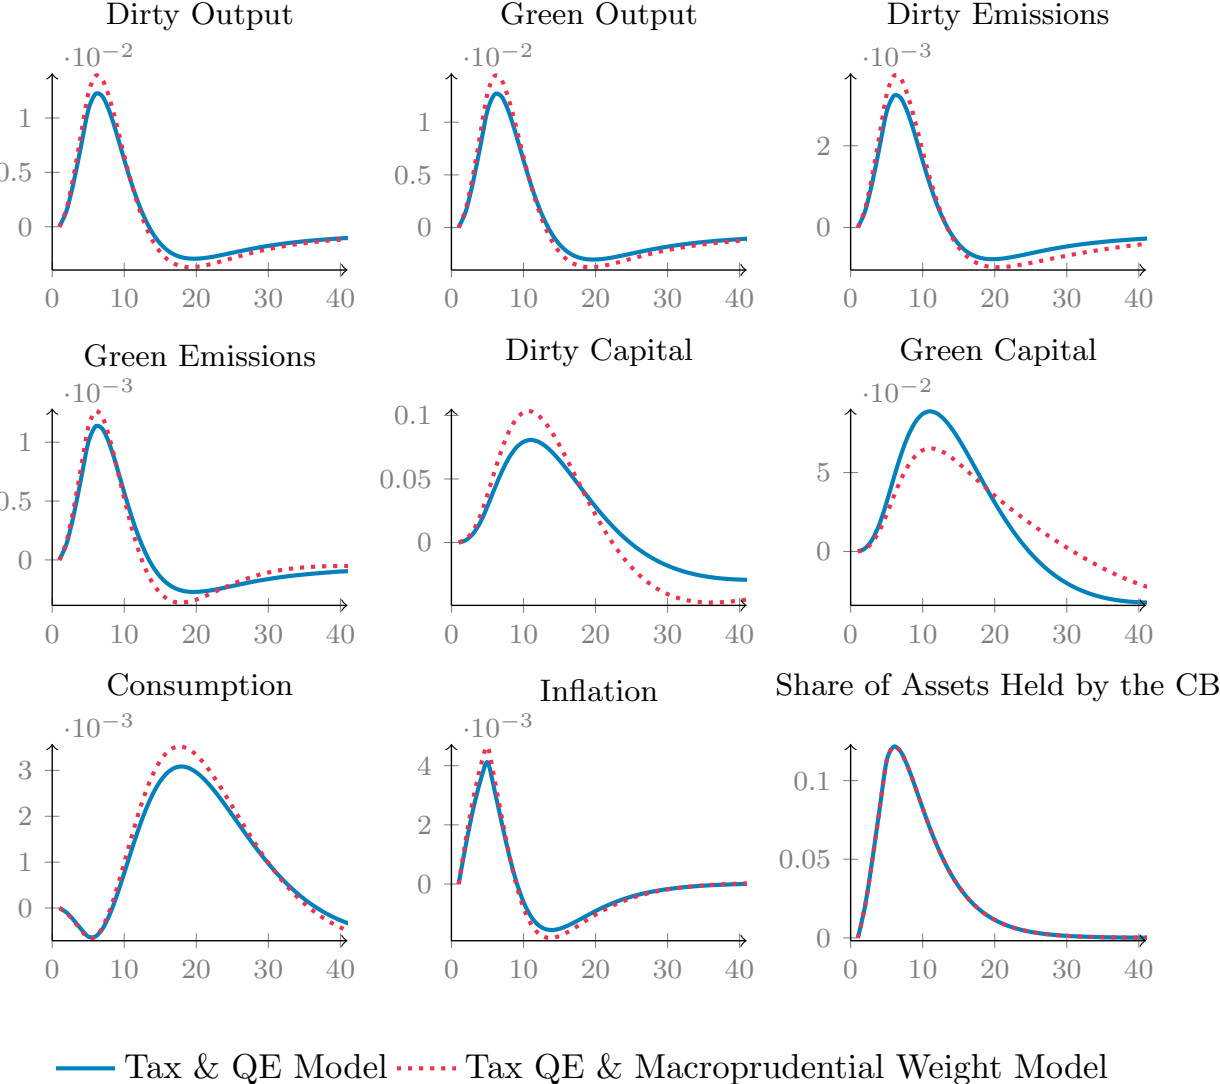 Dirty Output
Green Output
Dirty Emissions
·10−2
·10−2
·10−3
1
0.5
0
1
0.5
0
2
0
0 10 20 30 40
0 10 20 30 40
0 10 20 30 40
Green Emissions
Dirty Capital
Green Capital
·10−3
·10−2
1
0.5
0
0.1
0.05
0
5
0
0 10 20 30 40
0 10 20 30 40
0 10 20 30 40
Consumption
Inflation
Share of Assets Held by the CB
·10−3
·10−3
3
2
1
0
4
2
0
0.1
0.05
0
0 10 20 30 40
0 10 20 30 40
0 10 20 30 40
Tax & QE Model
Tax QE & Macroprudential Weight Model